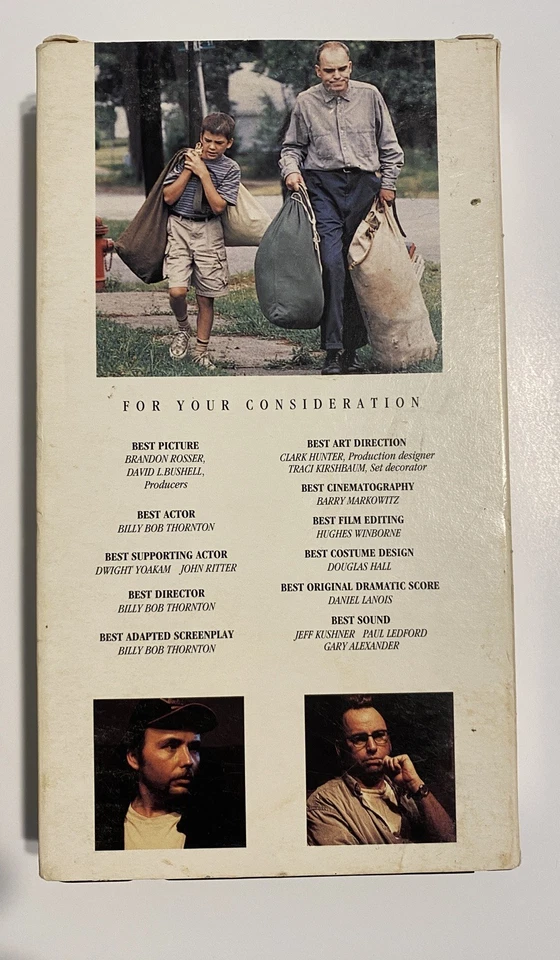 FOR YOUR CONSIDERATION
BEST PICTURE
BRANDON ROSSER,
DAVID L.BUSHELL,
Producers
BEST ACTOR
BILLY BOB THORNTON
BEST SUPPORTING ACTOR
DWIGHT YOAKAM JOHN RITTER
BEST DIRECTOR
BILLY BOB THORNTON
BEST ADAPTED SCREENPLAY
BILLY BOB THORNTON
BEST ART DIRECTION
CLARK HUNTER, Production designer
TRACI KIRSHBAUM, Set decorator
BEST CINEMATOGRAPHY
BARRY MARKOWITZ
BEST FILM EDITING
HUGHES WINBORNE
BEST COSTUME DESIGN
DOUGLAS HALL
BEST ORIGINAL DRAMATIC SCORE
DANIEL LANOIS
BEST SOUND
JEFF KUSHNER PAUL LEDFORD
GARY ALEXANDER